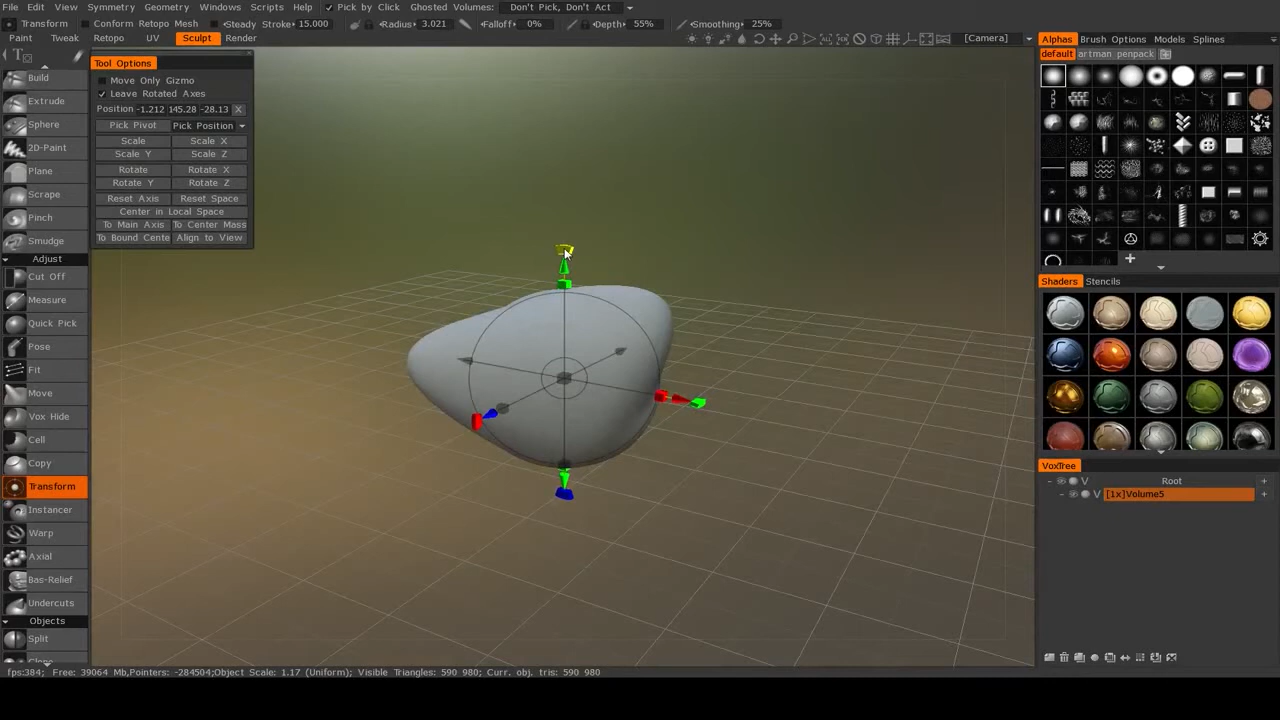 File Edit View Symmetry Geometry Windows Scripts Help Pick by Click Ghosted Volumes: Don't Pick, Don't Act
Transform Conform Retopo Mesh Steady Stroke 15.000 Radius 3.021 Falloff 0% Depth 55% Smoothing 25%
Paint Tweak Retopo UV Sculpt Render [Camera]
Build
Extrude
Sphere
2D-Paint
Plane
Scrape
Pinch
Smudge
Adjust
Cut Off
Measure
Quick Pick
Pose
Fit
Move
Vox Hide
Cell
Copy
Transform
Instancer
Warp
Axial
Bas-Relief
Undercuts
Objects
Split
Tool Options
Move Only Gizmo
Leave Rotated Axes
Position -1.212 145.28 -28.13 X
Pick Pivot Pick Position
Scale Scale X
Scale Y Scale Z
Rotate Rotate X
Rotate Y Rotate Z
Reset Axis Reset Space
Center in Local Space
To Main Axis To Center Mass
To Bound Cente Align to View
Alphas Brush Options Models Splines
default artman penpack
Shaders Stencils
VoxTree
V Root +
V [1x]Volume5 +
fps:384; Free: 39064 Mb,Pointers: -284504;Object Scale: 1.17 (Uniform); Visible Triangles: 590 980; Curr. obj. tris: 590 980